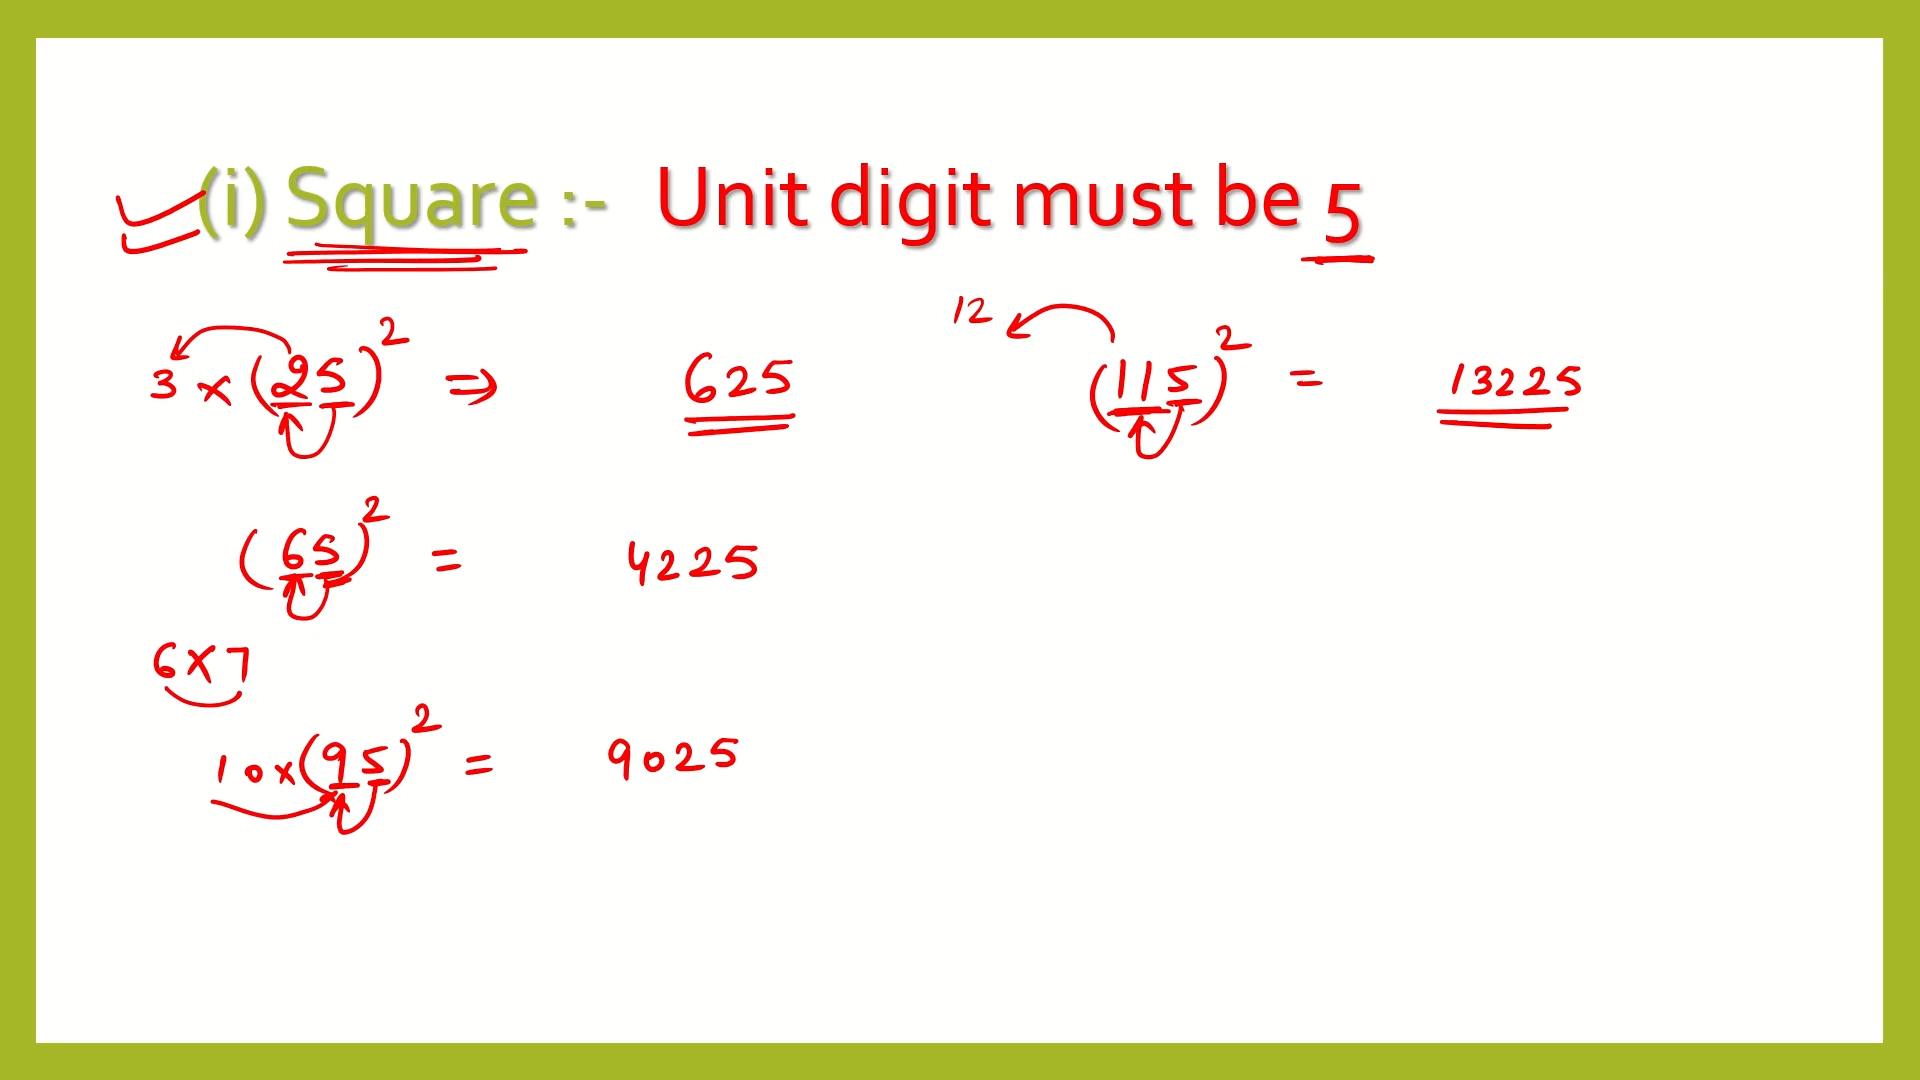 (i) Square :- Unit digit must be 5
3 × (25)² ⇒ 625
12
(115)² = 13225
(65)² = 4225
6×7
10×(95)² = 9025